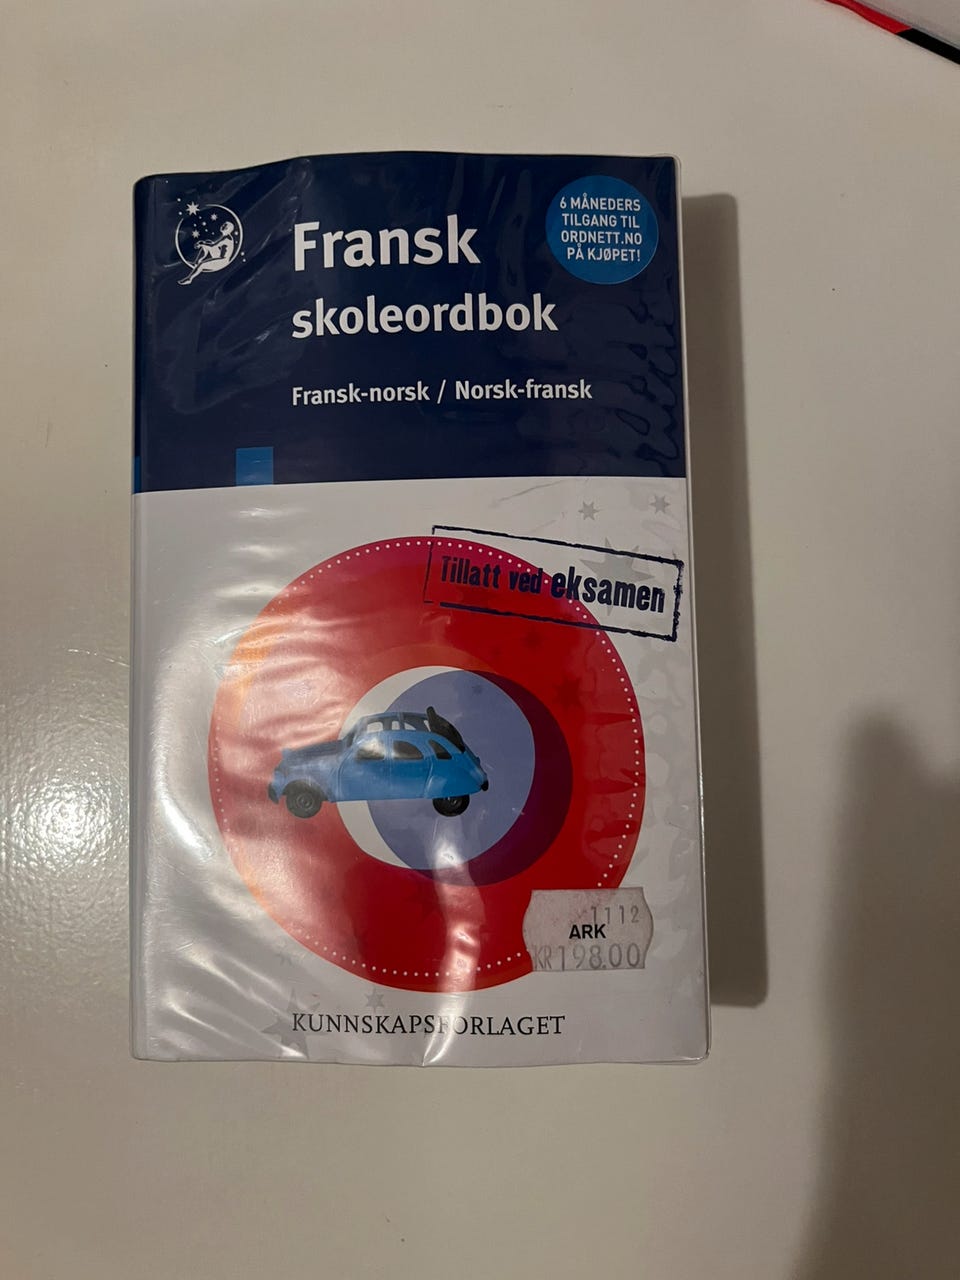 Fransk
skoleordbok
Fransk-norsk / Norsk-fransk
6 MÅNEDERS
TILGANG TIL
ORDNETT.NO
PÅ KJØPET!
Tillatt ved eksamen
1112
ARK
KR198.00
KUNNSKAPSFORLAGET